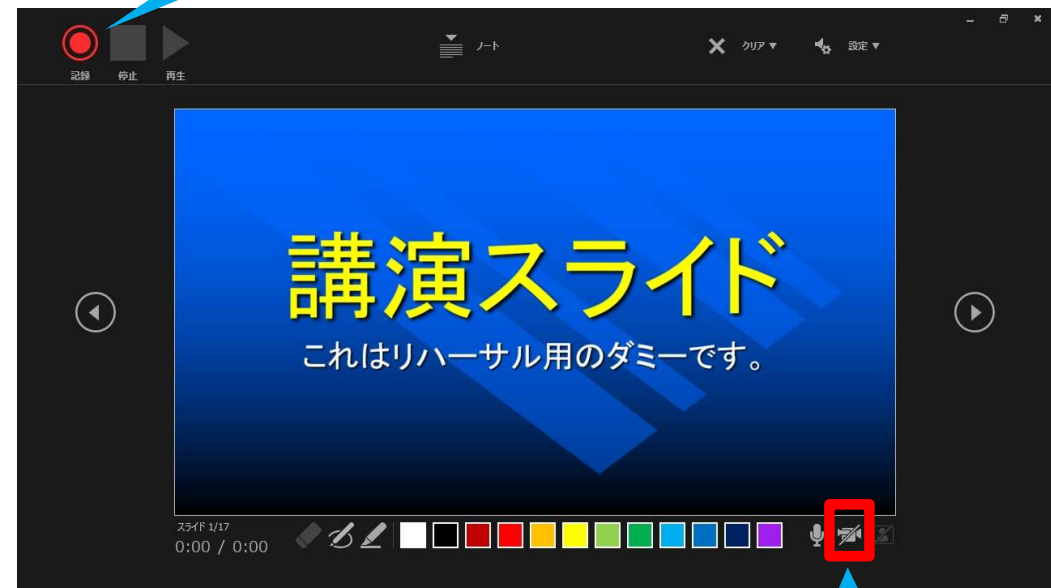 記録 停止 再生
ノート
クリア
設定
講演スライド
これはリハーサル用のダミーです。
スライド 1/17
0:00 / 0:00